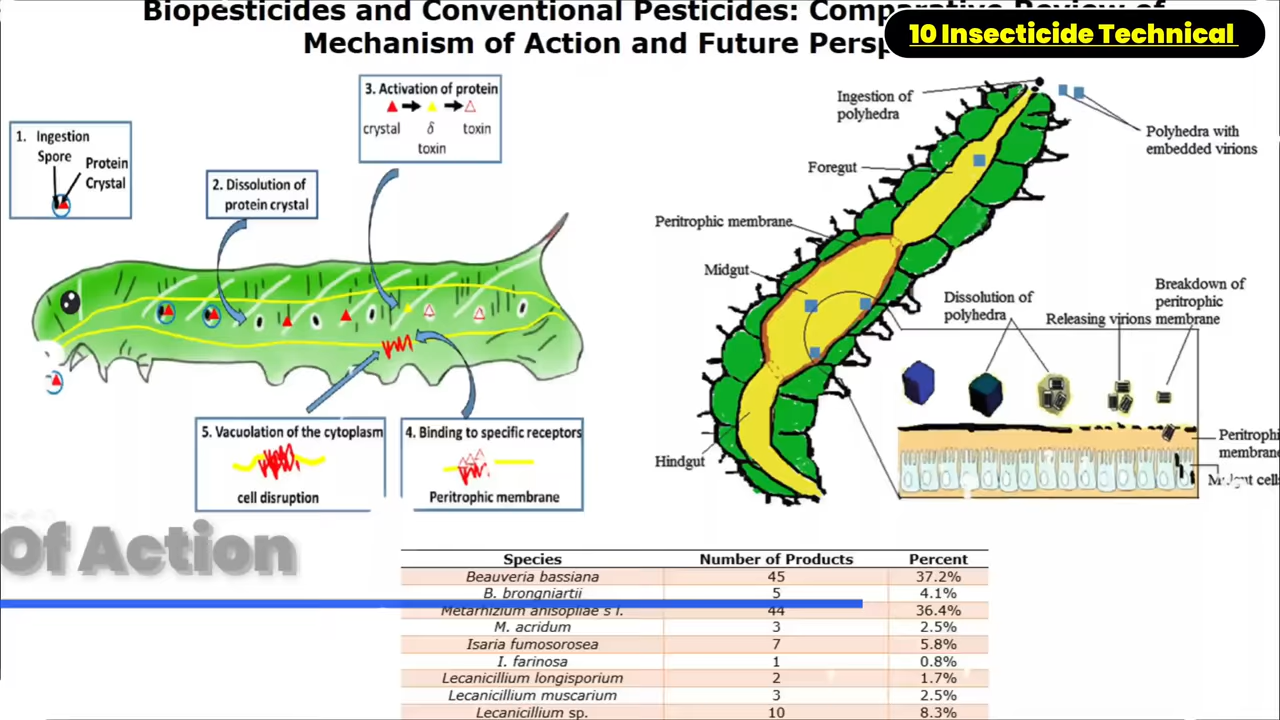 Biopesticides and Conventional Pesticides: Comparative Review of
Mechanism of Action and Future
10 Insecticide Technical
1. Ingestion
Spore
Protein
Crystal
2. Dissolution of
protein crystal
3. Activation of protein
crystal δ toxin
toxin
5. Vacuolation of the cytoplasm
cell disruption
4. Binding to specific receptors
Peritrophic membrane
Ingestion of
polyhedra
Polyhedra with
embedded virions
Foregut
Peritrophic membrane
Midgut
Hindgut
Dissolution of
polyhedra
Releasing virions
Breakdown of
peritrophic
membrane
Of Action
Species Number of Products Percent
Beauveria bassiana 45 37.2%
B. brongniartii 5 4.1%
Metarhizium anisopliae s l. 44 36.4%
M. acridum 3 2.5%
Isaria fumosorosea 7 5.8%
I. farinosa 1 0.8%
Lecanicillium longisporium 2 1.7%
Lecanicillium muscarium 3 2.5%
Lecanicillium sp. 10 8.3%